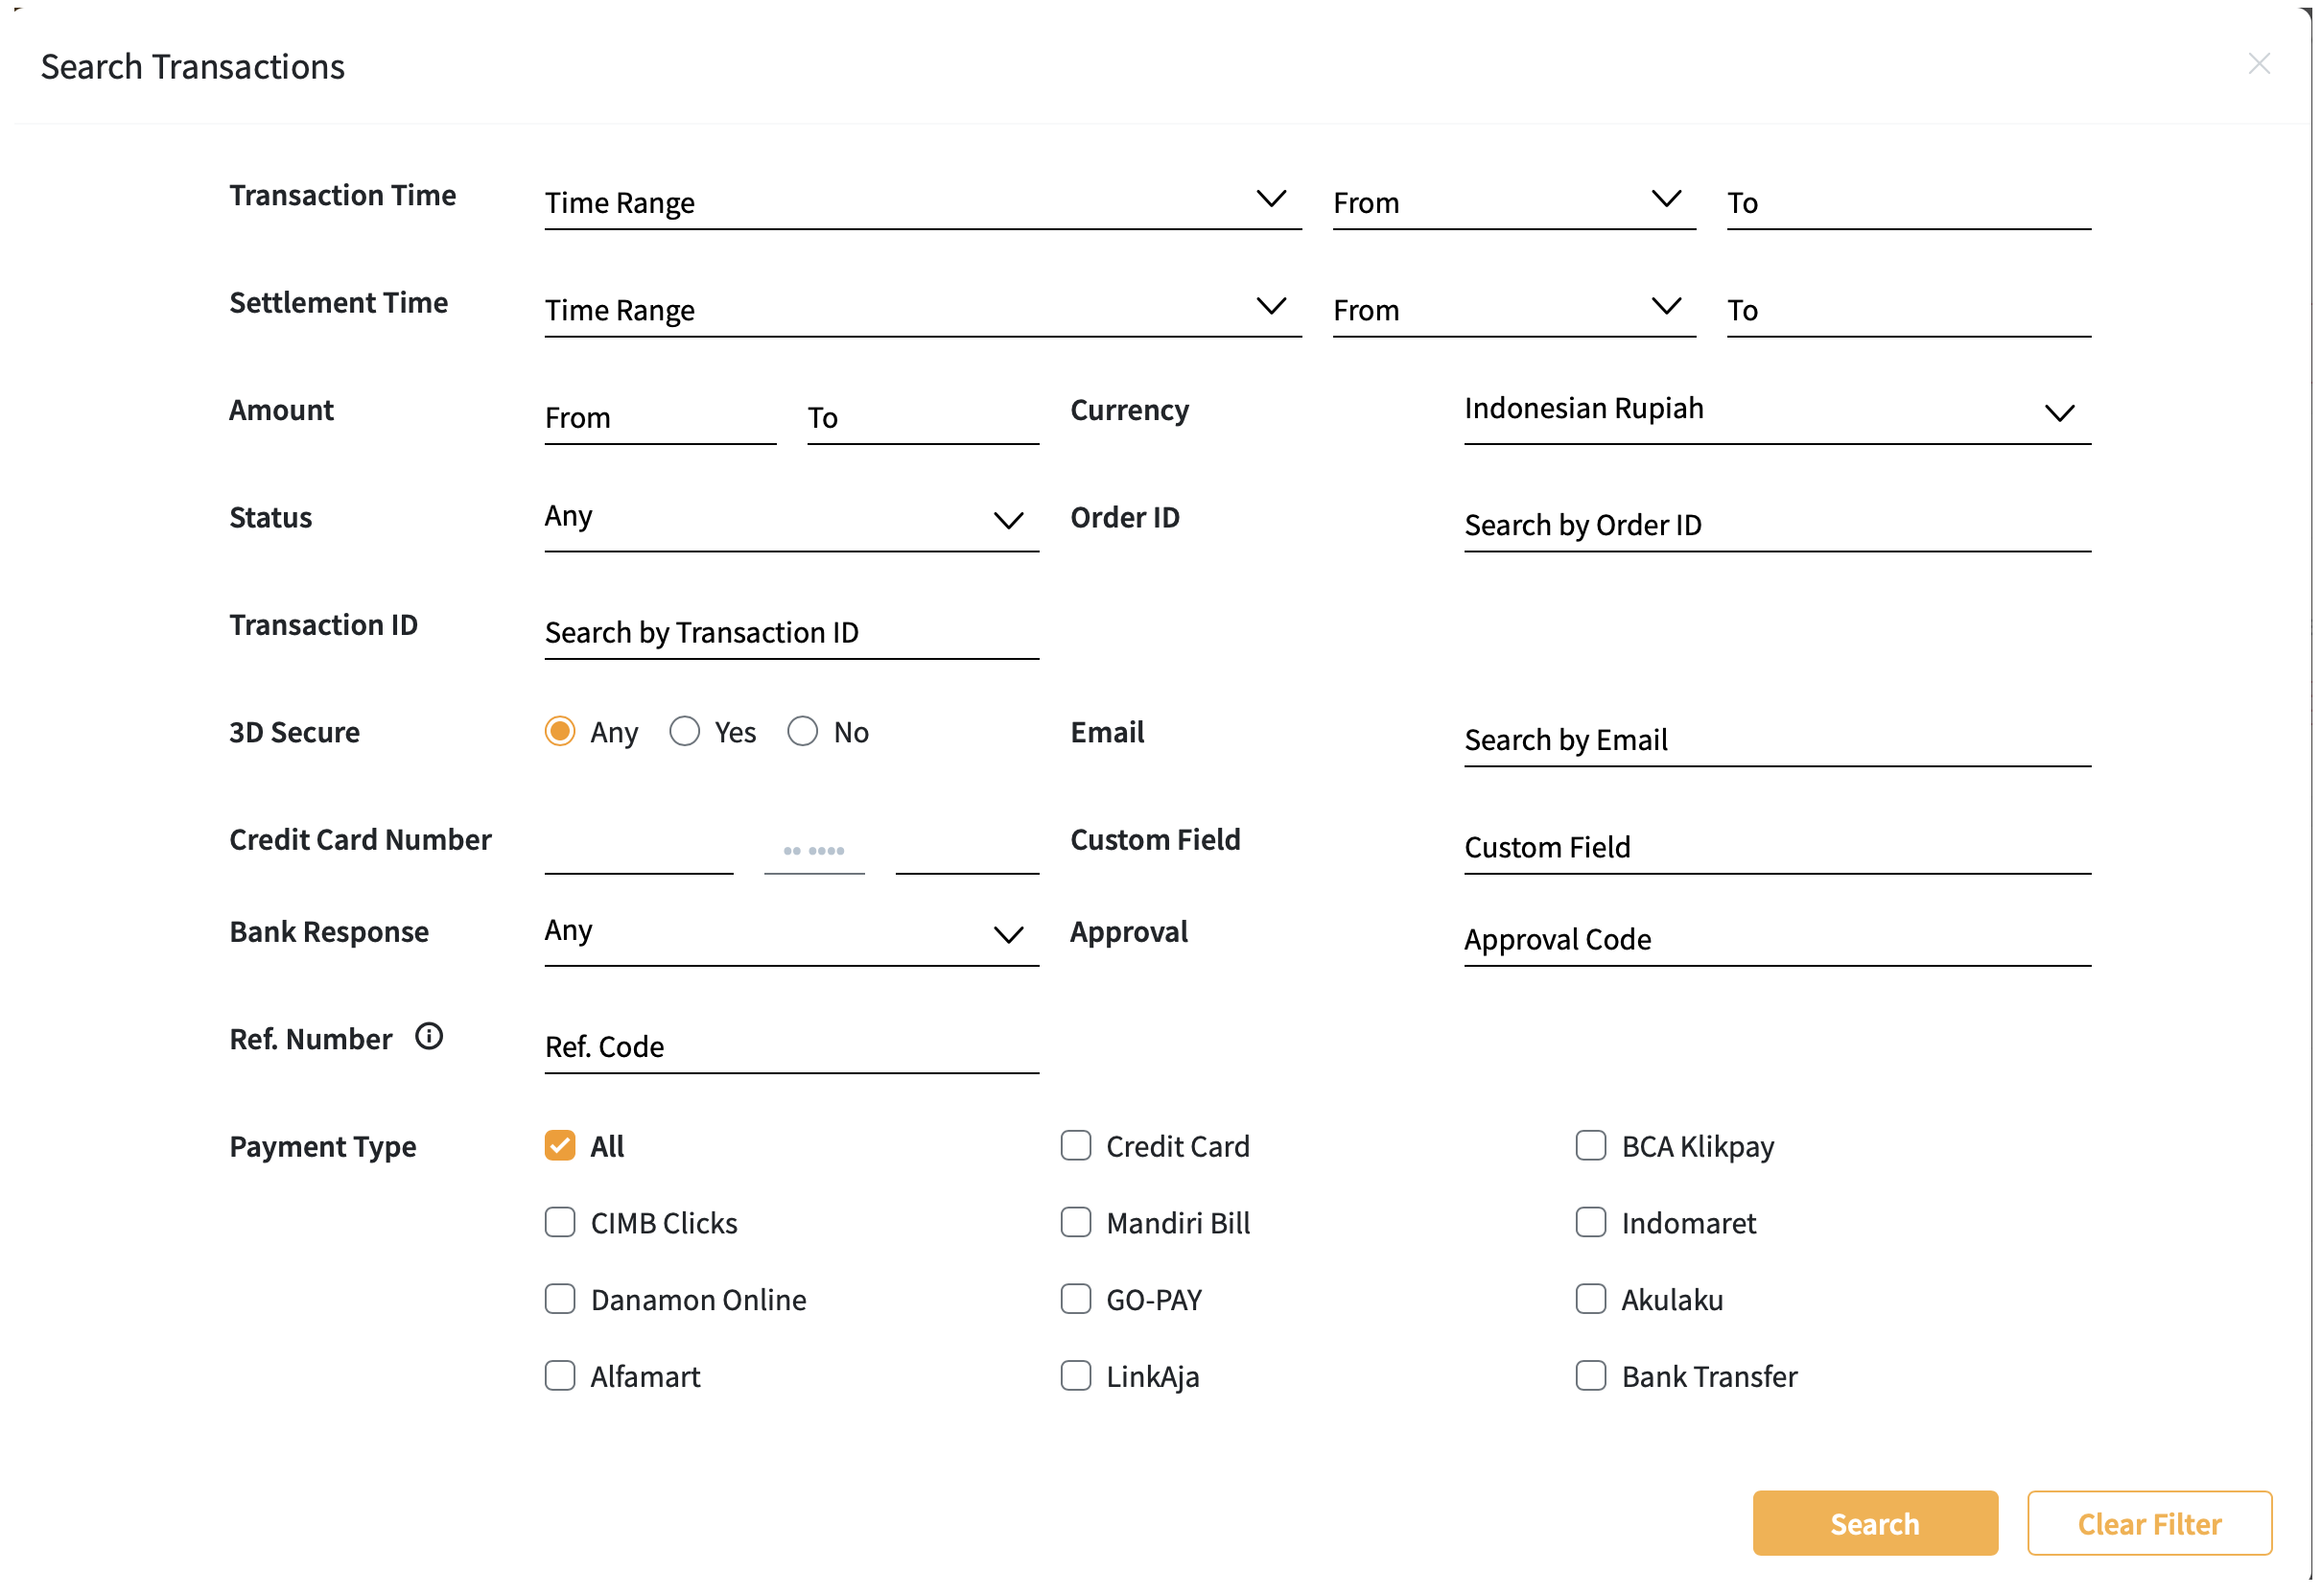 Search Transactions
Transaction Time Time Range From To
Settlement Time Time Range From To
Amount From To Currency Indonesian Rupiah
Status Any Order ID Search by Order ID
Transaction ID Search by Transaction ID
3D Secure Any Yes No Email Search by Email
Credit Card Number •• •••• Custom Field Custom Field
Bank Response Any Approval Approval Code
Ref. Number Ref. Code
Payment Type All Credit Card BCA Klikpay
CIMB Clicks Mandiri Bill Indomaret
Danamon Online GO-PAY Akulaku
Alfamart LinkAja Bank Transfer
Search Clear Filter